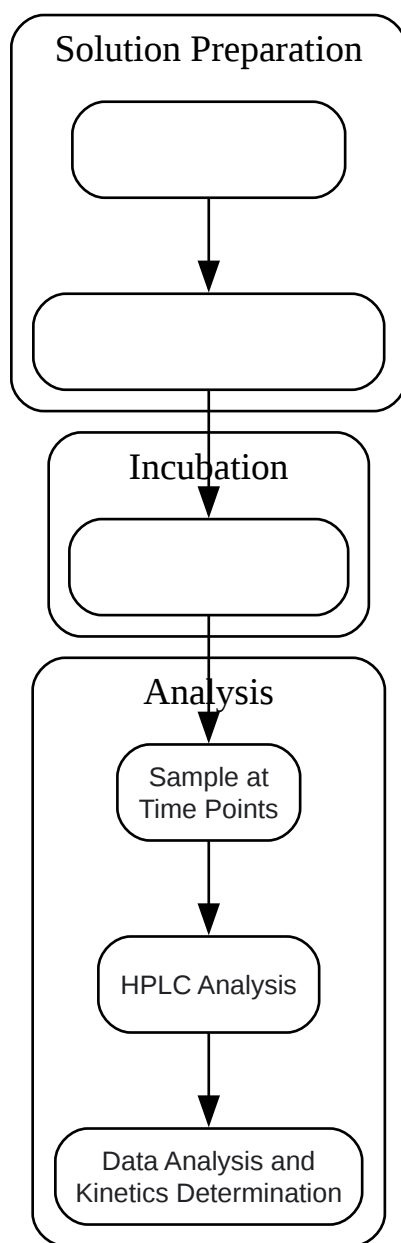 Solution Preparation
Incubation
Analysis
Sample at
Time Points
HPLC Analysis
Data Analysis and
Kinetics Determination